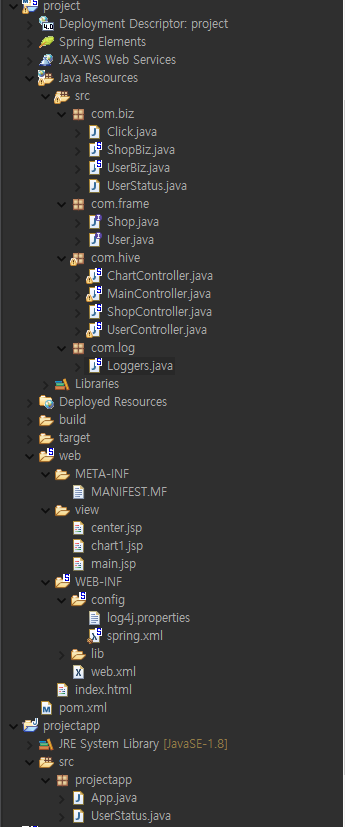 project
Deployment Descriptor: project
Spring Elements
JAX-WS Web Services
Java Resources
src
com.biz
Click.java
ShopBiz.java
UserBiz.java
UserStatus.java
com.frame
Shop.java
User.java
com.hive
ChartController.java
MainController.java
ShopController.java
UserController.java
com.log
Loggers.java
Libraries
Deployed Resources
build
target
web
META-INF
MANIFEST.MF
view
center.jsp
chart1.jsp
main.jsp
WEB-INF
config
log4j.properties
spring.xml
lib
web.xml
index.html
pom.xml
projectapp
JRE System Library [JavaSE-1.8]
src
projectapp
App.java
UserStatus.java